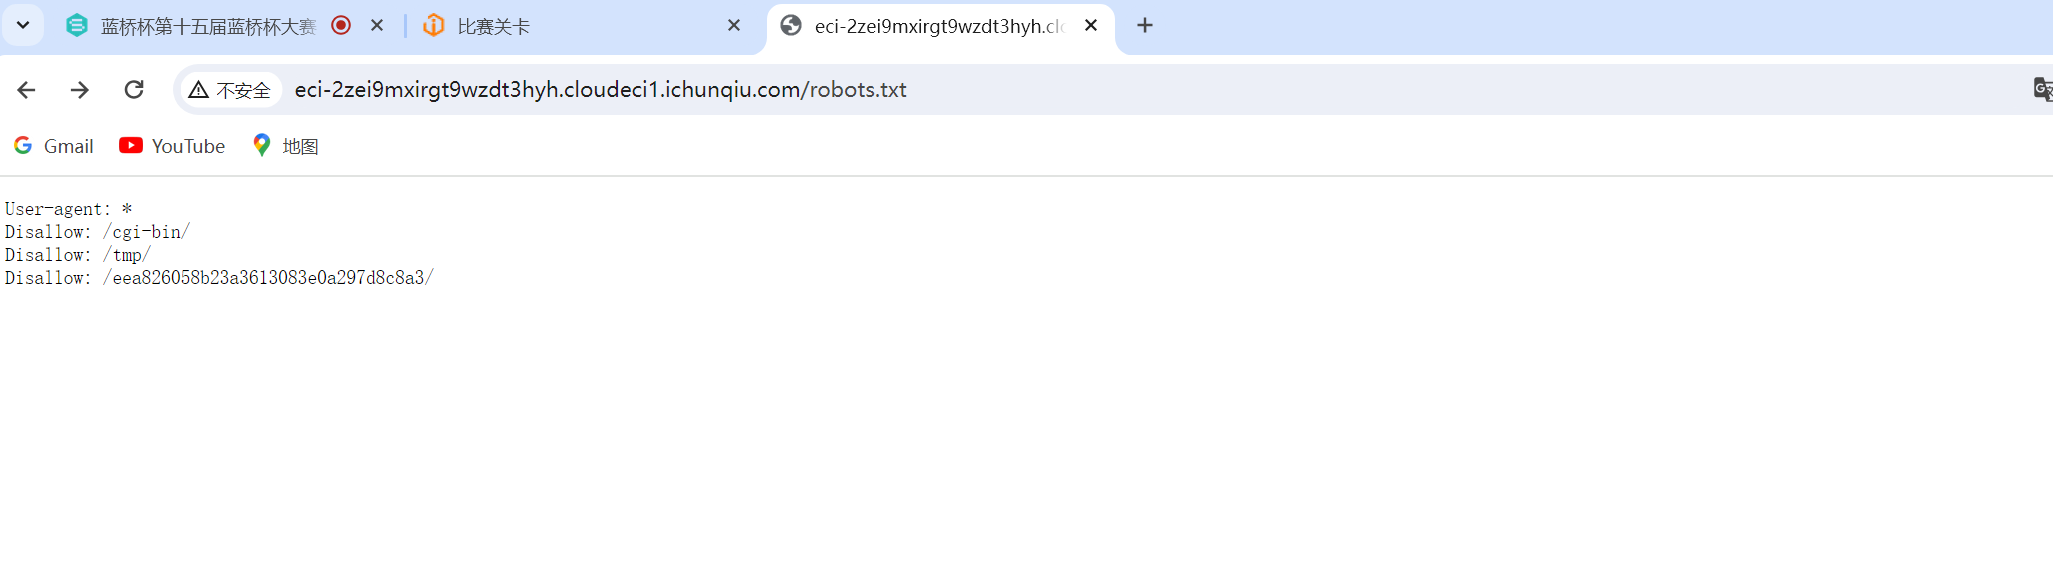 蓝桥杯第十五届蓝桥杯大赛
比赛关卡
eci-2zei9mxirgt9wzdt3hyh.clo
不安全
eci-2zei9mxirgt9wzdt3hyh.cloudeci1.ichunqiu.com/robots.txt
Gmail
YouTube
地图
User-agent: *
Disallow: /cgi-bin/
Disallow: /tmp/
Disallow: /eea826058b23a3613083e0a297d8c8a3/